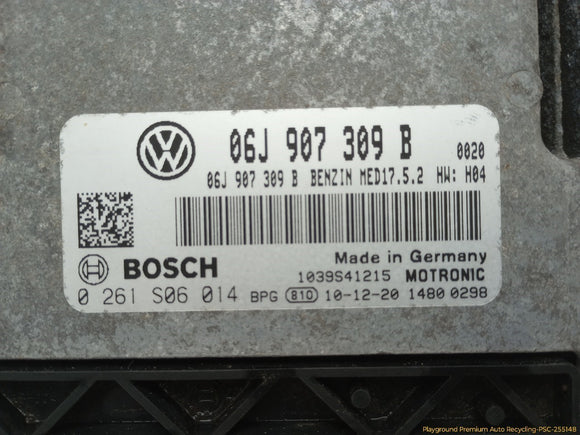 06J 907 309 B 0020
06J 907 309 B BENZIN MED17.5.2 HW: H04
BOSCH Made in Germany
1039S41215 MOTRONIC
0 261 S06 014 BPG 810 10-12-20 1480 0298
Playground Premium Auto Recycling-PSC-255148